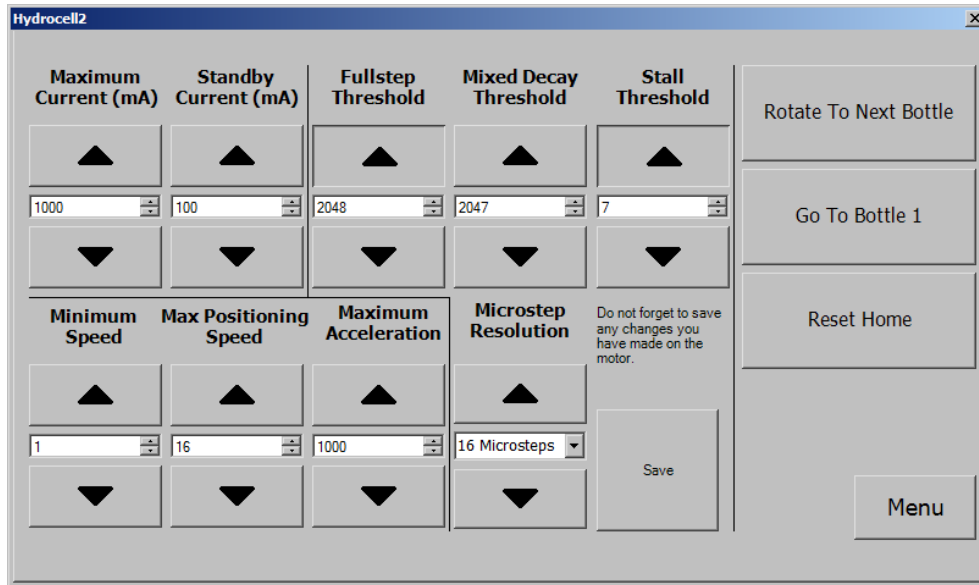 Hydrocell2
Maximum Current (mA)
Standby Current (mA)
Fullstep Threshold
Mixed Decay Threshold
Stall Threshold
1000
100
2048
2047
7
Minimum Speed
Max Positioning Speed
Maximum Acceleration
Microstep Resolution
Do not forget to save
any changes you
have made on the
motor.
1
16
1000
16 Microsteps
Save
Rotate To Next Bottle
Go To Bottle 1
Reset Home
Menu